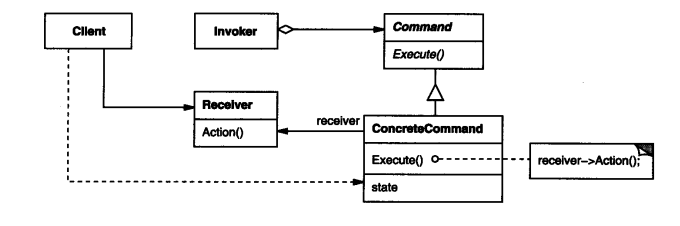 Client
Invoker
Command
Execute()
Receiver
Action()
receiver
ConcreteCommand
Execute()
receiver–>Action();
state